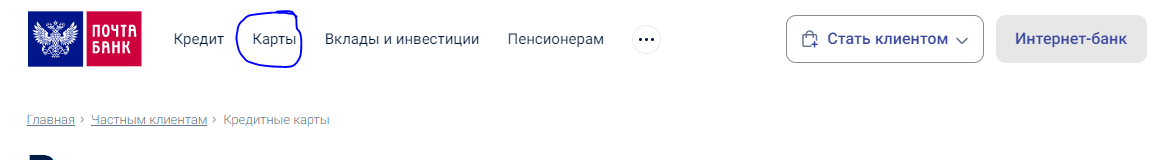 ПОЧТА БАНК Кредит Карты Вклады и инвестиции Пенсионерам ••• Стать клиентом Интернет-банк
Главная › Частным клиентам › Кредитные карты